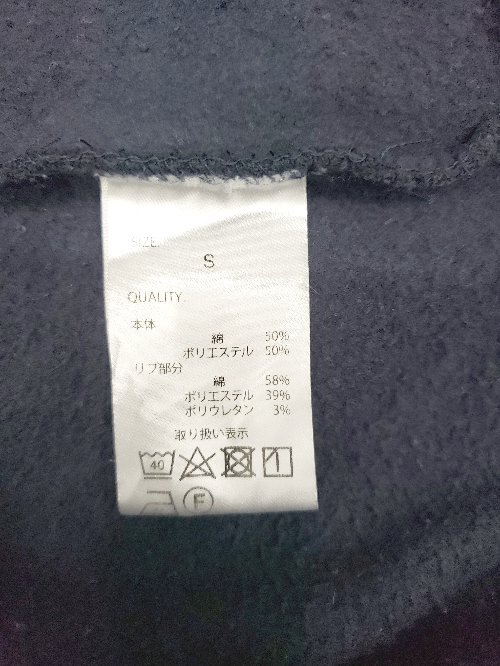 SIZE.
S
QUALITY.
本体
綿 50%
ポリエステル 50%
リブ部分
綿 58%
ポリエステル 39%
ポリウレタン 3%
取り扱い表示
40
F